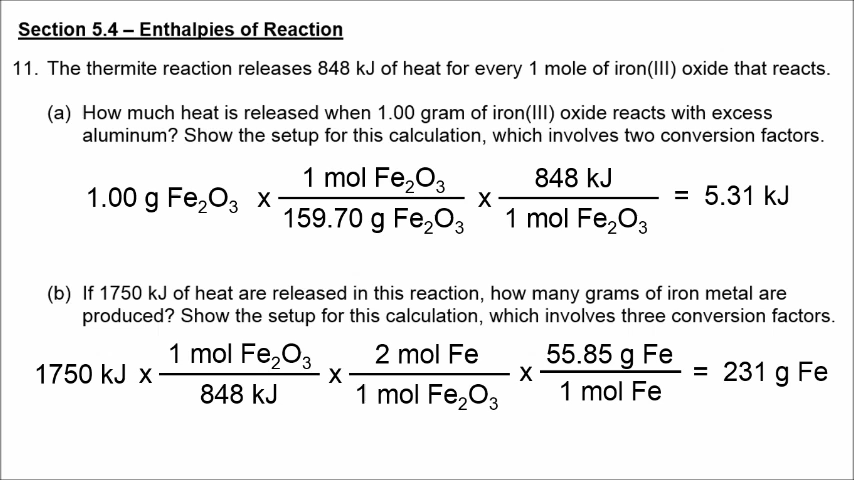 Section 5.4 – Enthalpies of Reaction
11. The thermite reaction releases 848 kJ of heat for every 1 mole of iron(III) oxide that reacts.
(a) How much heat is released when 1.00 gram of iron(III) oxide reacts with excess
aluminum? Show the setup for this calculation, which involves two conversion factors.
1.00 g Fe₂O₃ x 1 mol Fe₂O₃ / 159.70 g Fe₂O₃ x 848 kJ / 1 mol Fe₂O₃ = 5.31 kJ
(b) If 1750 kJ of heat are released in this reaction, how many grams of iron metal are
produced? Show the setup for this calculation, which involves three conversion factors.
1750 kJ x 1 mol Fe₂O₃ / 848 kJ x 2 mol Fe / 1 mol Fe₂O₃ x 55.85 g Fe / 1 mol Fe = 231 g Fe